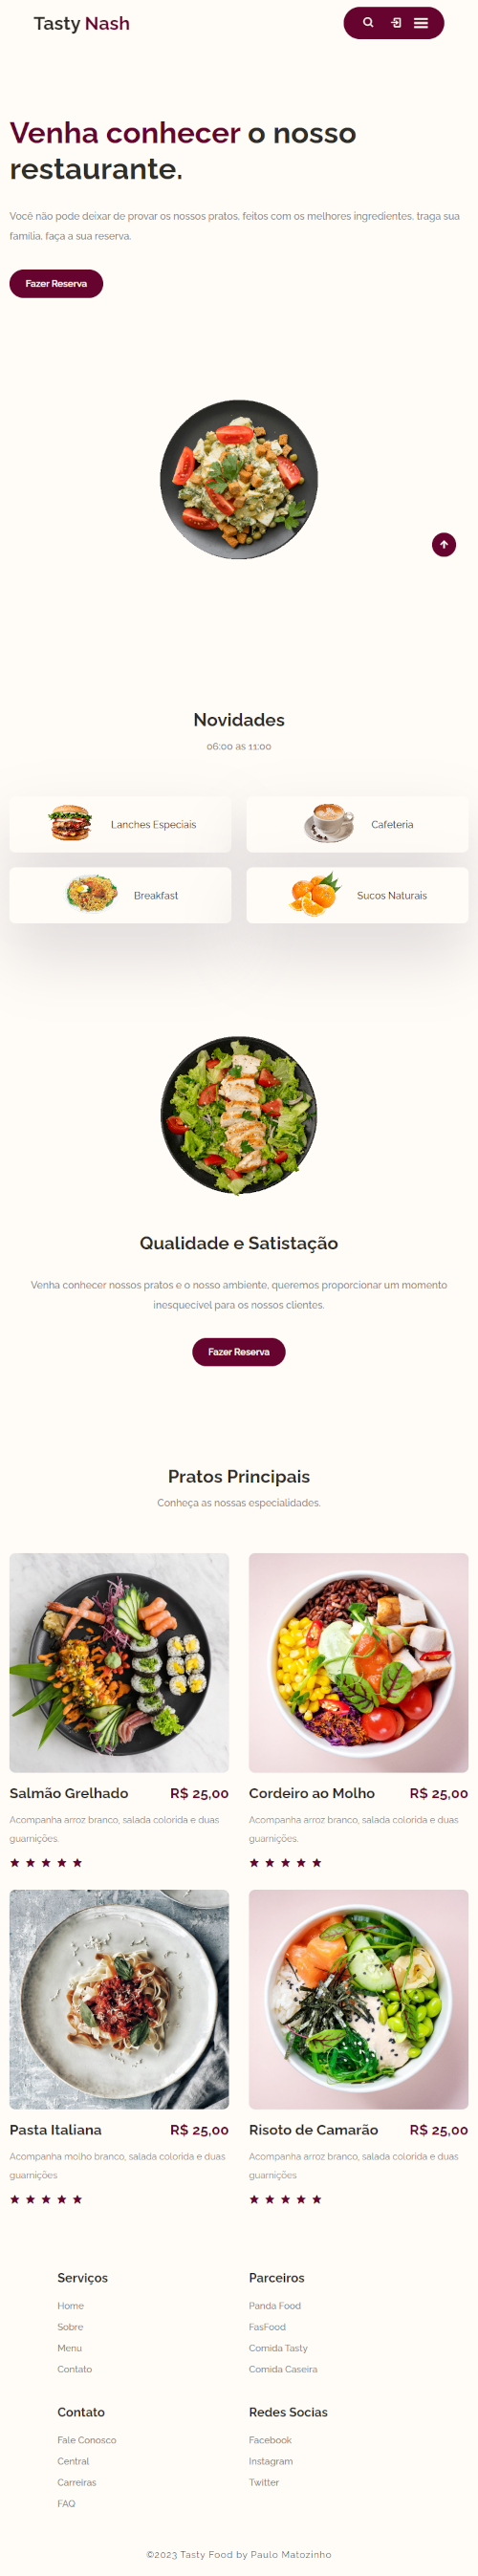 Tasty Nash
Venha conhecer o nosso
restaurante.
Você não pode deixar de provar os nossos pratos, feitos com os melhores ingredientes, traga sua
família, faça a sua reserva.
Fazer Reserva
Novidades
06:00 as 11:00
Lanches Especiais
Cafeteria
Breakfast
Sucos Naturais
Qualidade e Satistação
Venha conhecer nossos pratos e o nosso ambiente, queremos proporcionar um momento
inesquecível para os nossos clientes.
Fazer Reserva
Pratos Principais
Conheça as nossas especialidades.
Salmão Grelhado R$ 25,00
Acompanha arroz branco, salada colorida e duas
guarnições.
Cordeiro ao Molho R$ 25,00
Acompanha arroz branco, salada colorida e duas
guarnições.
Pasta Italiana R$ 25,00
Acompanha molho branco, salada colorida e duas
guarnições
Risoto de Camarão R$ 25,00
Acompanha arroz branco, salada colorida e duas
guarnições
Serviços
Home
Sobre
Menu
Contato
Parceiros
Panda Food
FasFood
Comida Tasty
Comida Caseira
Contato
Fale Conosco
Central
Carreiras
FAQ
Redes Socias
Facebook
Instagram
Twitter
©2023 Tasty Food by Paulo Matozinho